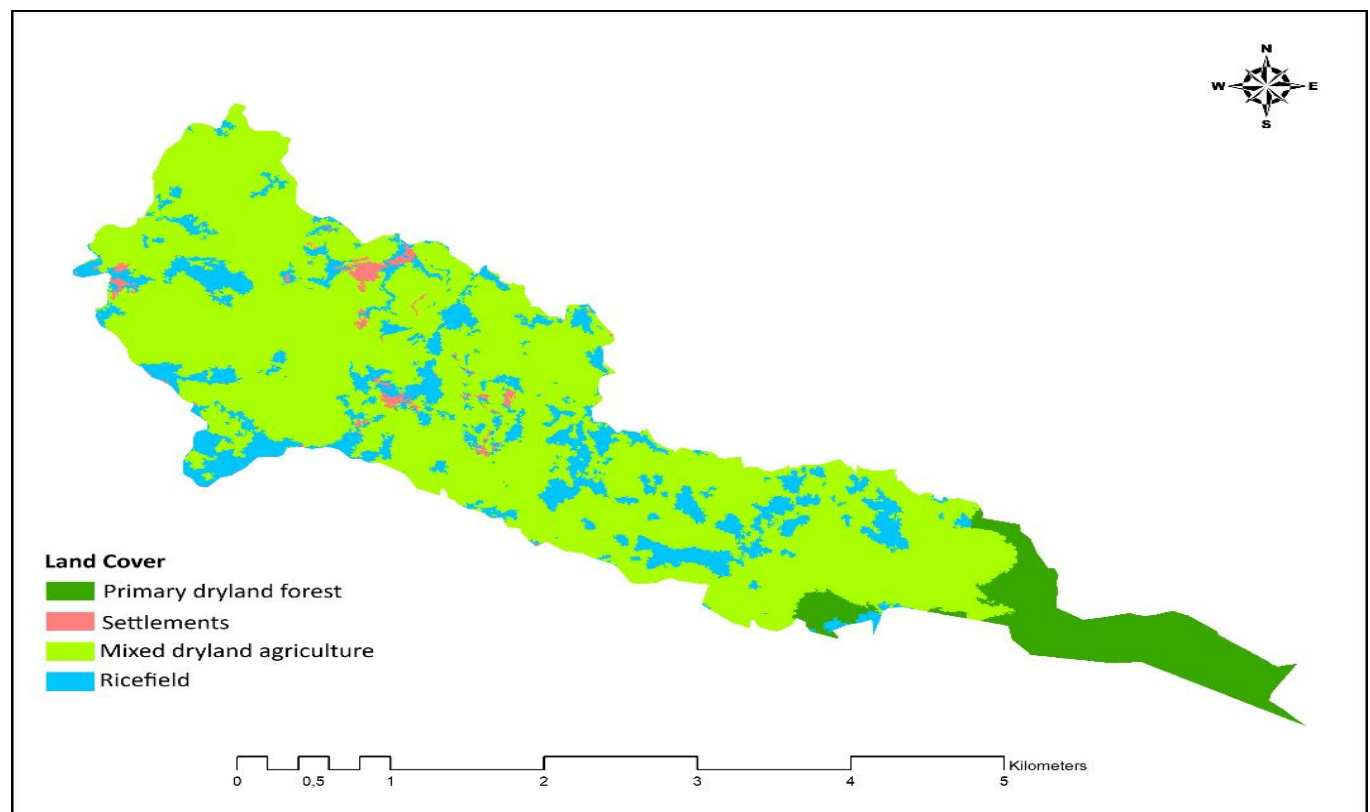 N
W E
S
Land Cover
Primary dryland forest
Settlements
Mixed dryland agriculture
Ricefield
Kilometers
0 0,5 1 2 3 4 5